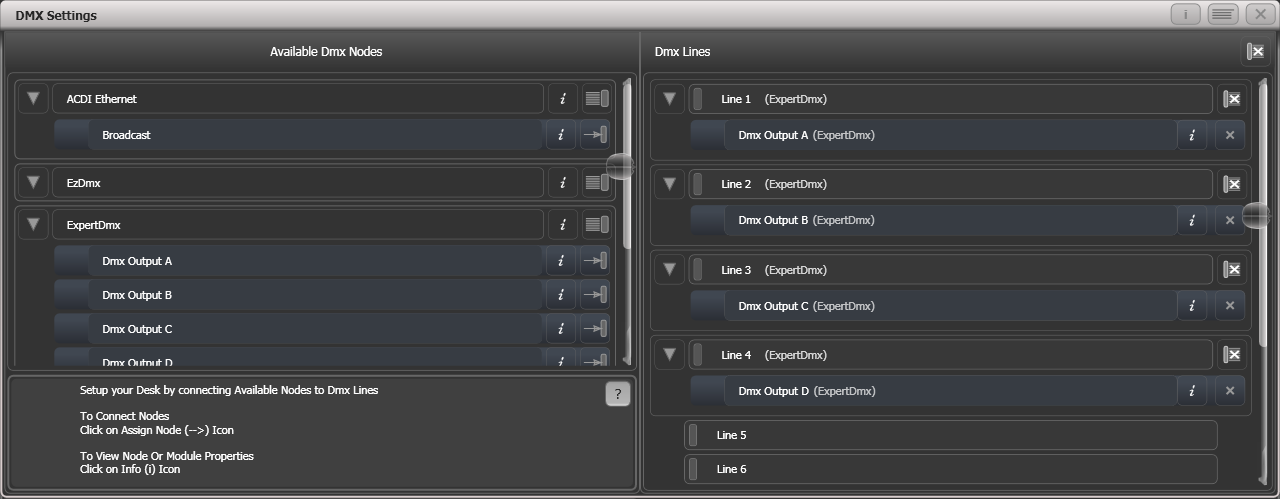 DMX Settings
i
Available Dmx Nodes
ACDI Ethernet
i
Broadcast
i
EzDmx
i
ExpertDmx
i
Dmx Output A
i
Dmx Output B
i
Dmx Output C
i
Dmx Output D
i
Setup your Desk by connecting Available Nodes to Dmx Lines
?
To Connect Nodes
Click on Assign Node (-->) Icon
To View Node Or Module Properties
Click on Info (i) Icon
Dmx Lines
Line 1 (ExpertDmx)
Dmx Output A (ExpertDmx)
i
Line 2 (ExpertDmx)
Dmx Output B (ExpertDmx)
i
Line 3 (ExpertDmx)
Dmx Output C (ExpertDmx)
i
Line 4 (ExpertDmx)
Dmx Output D (ExpertDmx)
i
Line 5
Line 6